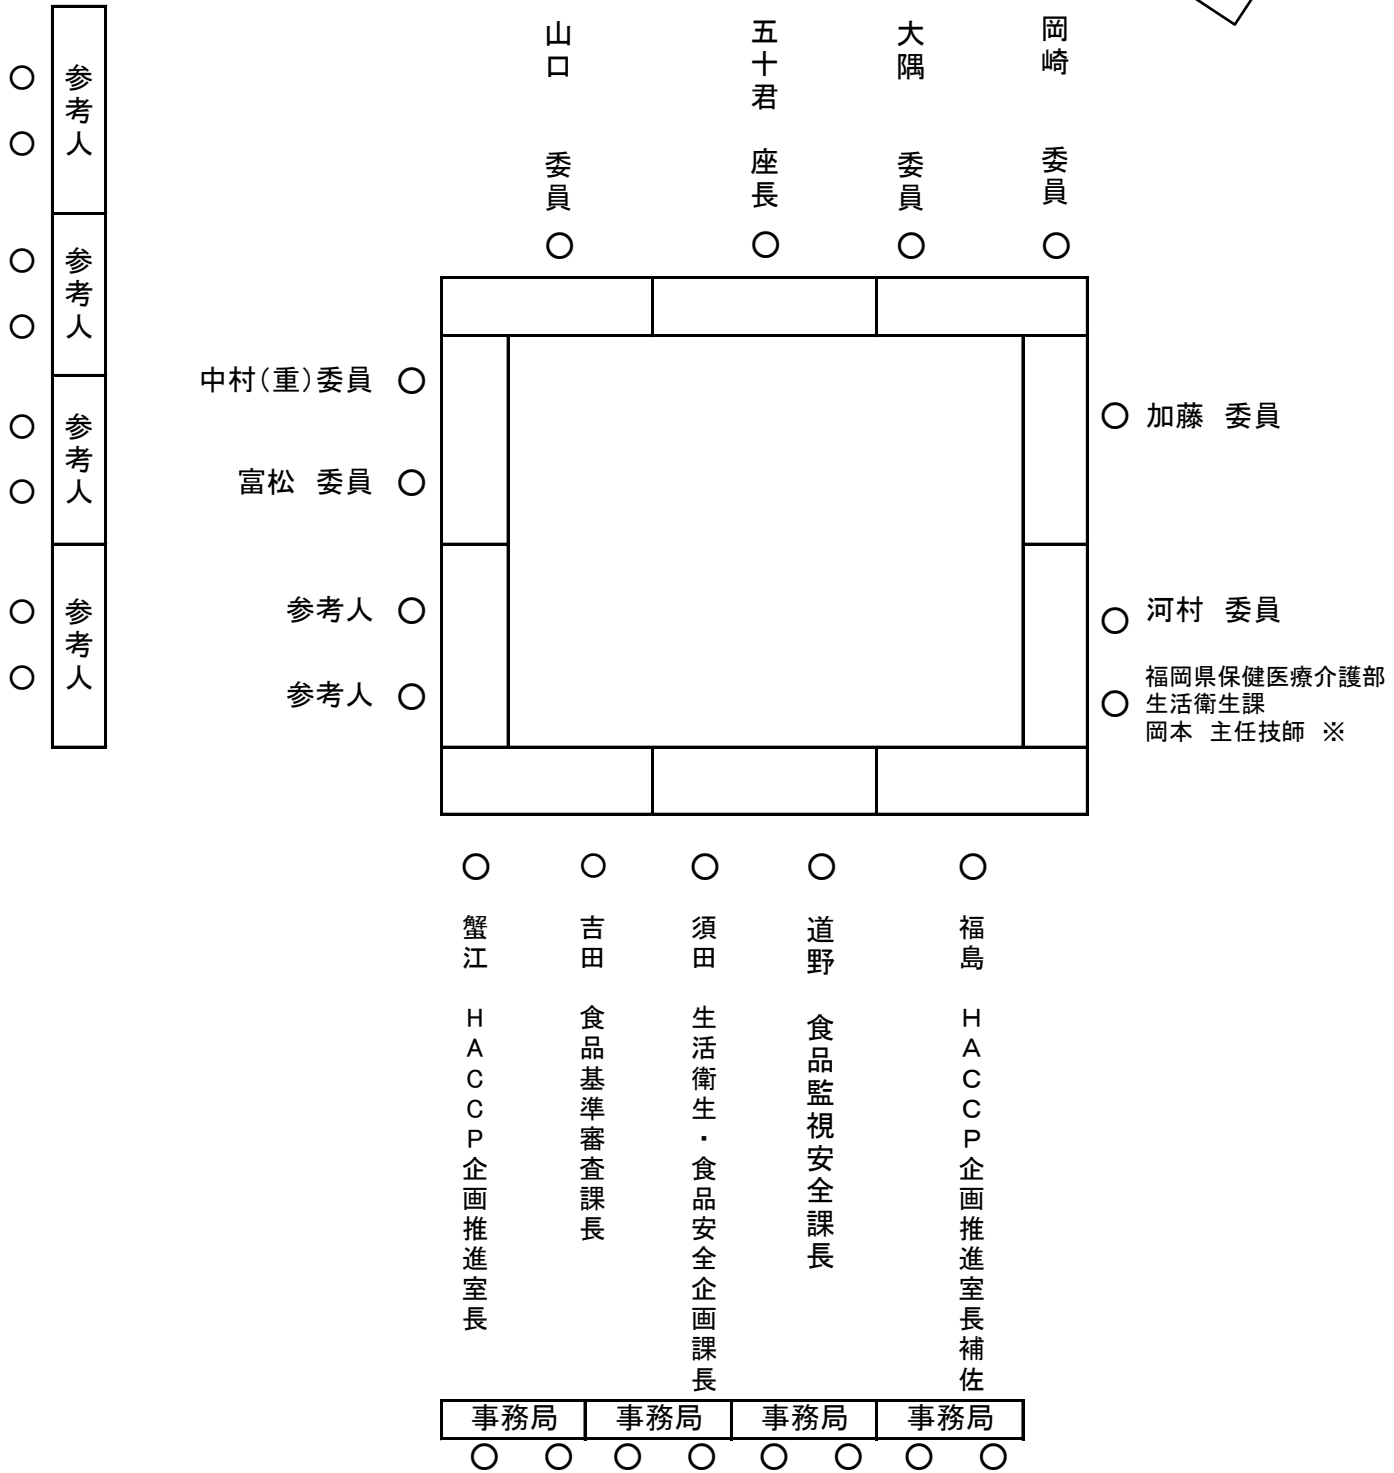 参考人
参考人
参考人
参考人
山口　委員
五十君　座長
大隅　委員
岡崎　委員
中村(重)委員
富松　委員
参考人
参考人
加藤　委員
河村　委員
福岡県保健医療介護部
生活衛生課
岡本　主任技師　※
蟹江　HACCP企画推進室長
吉田　食品基準審査課長
須田　生活衛生・食品安全企画課長
道野　食品監視安全課長
福島　HACCP企画推進室長補佐
事務局
事務局
事務局
事務局